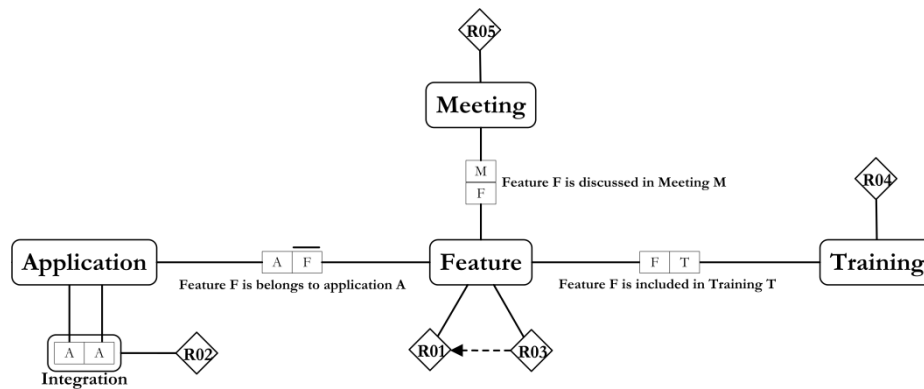 R05
Meeting
M
Feature F is discussed in Meeting M
F
R04
Application
A F
Feature
F T
Training
Feature F is belongs to application A
Feature F is included in Training T
A A
R02
R01
R03
Integration